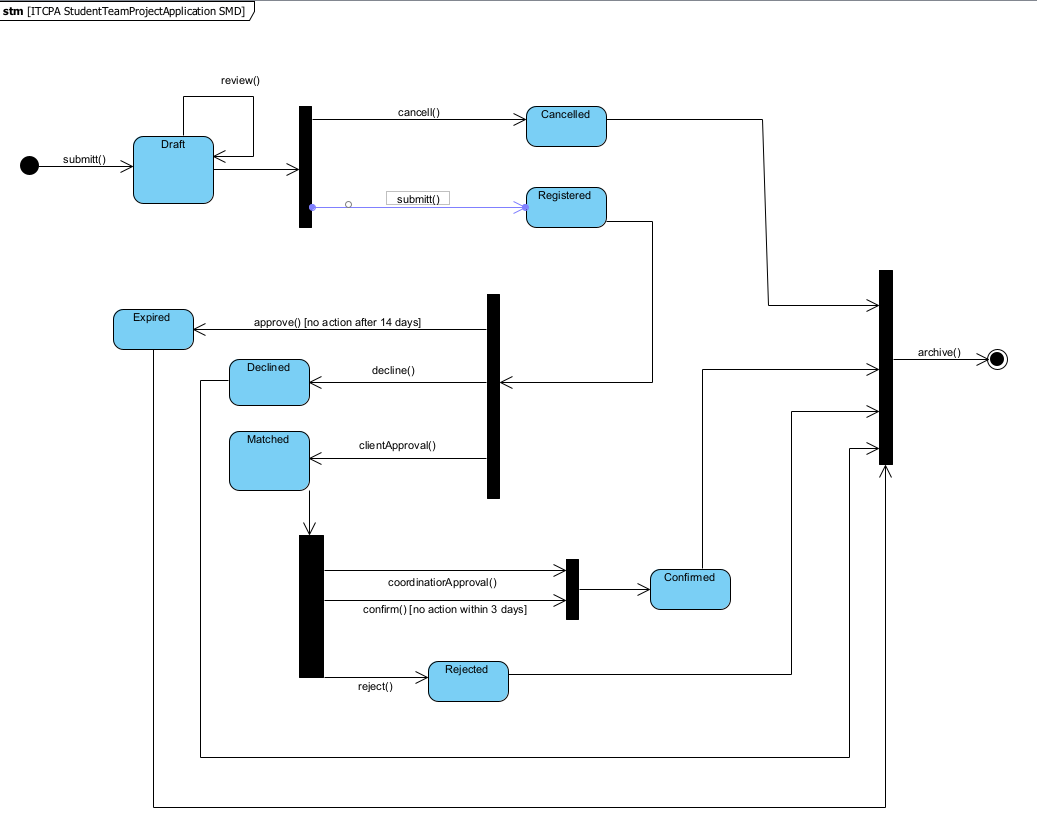 stm [ITCPA StudentTeamProjectApplication SMD]
review()
submitt()
Draft
cancell()
Cancelled
submitt()
Registered
Expired
approve() [no action after 14 days]
Declined
decline()
Matched
clientApproval()
archive()
coordinatiorApproval()
confirm() [no action within 3 days]
Confirmed
reject()
Rejected